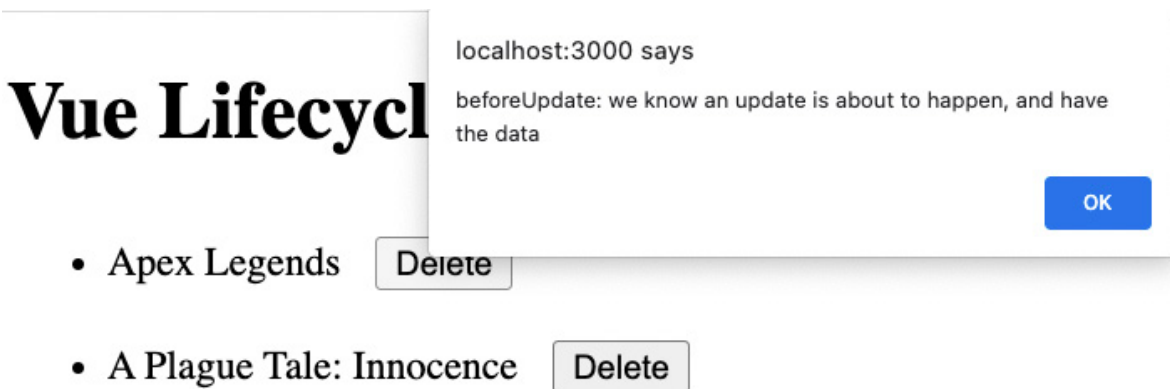 localhost:3000 says
beforeUpdate: we know an update is about to happen, and have
the data
OK
Vue Lifecycl
• Apex Legends Delete
• A Plague Tale: Innocence Delete